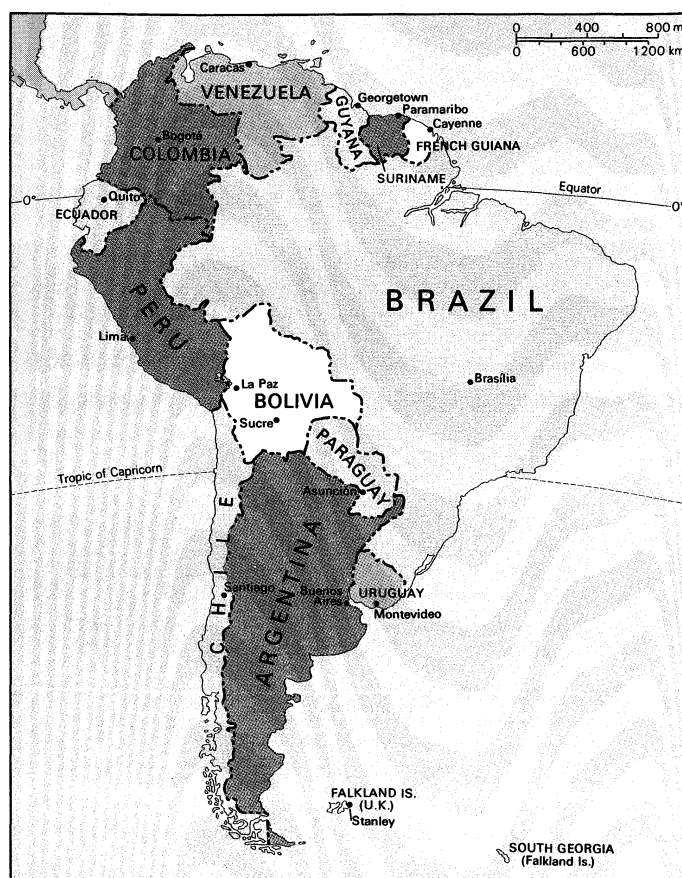 0 400 800 m
0 600 1200 km
Caracas
VENEZUELA
GUYANA
Georgetown
Paramaribo
Cayenne
FRENCH GUIANA
SURINAME
Bogotá
COLOMBIA
Equator
0°
0°
Quito
ECUADOR
PERU
BRAZIL
Lima
La Paz
BOLIVIA
Brasília
Sucre
PARAGUAY
Tropic of Capricorn
Asunción
CHILE
ARGENTINA
Santiago
Buenos
Aires
URUGUAY
Montevideo
FALKLAND IS.
(U.K.)
Stanley
SOUTH GEORGIA
(Falkland Is.)